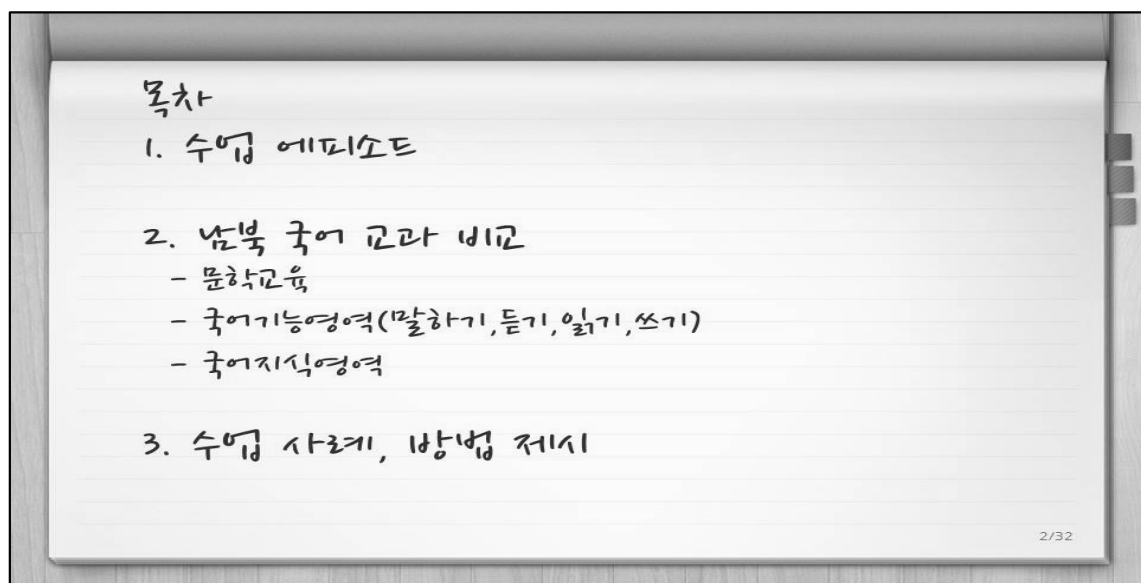 목차
1. 수업 에피소드
2. 남북 국어 교과 비교
- 문학교육
- 국어기능영역(말하기,듣기,읽기,쓰기)
- 국어지식영역
3. 수업 사례, 방법 제시
2/32